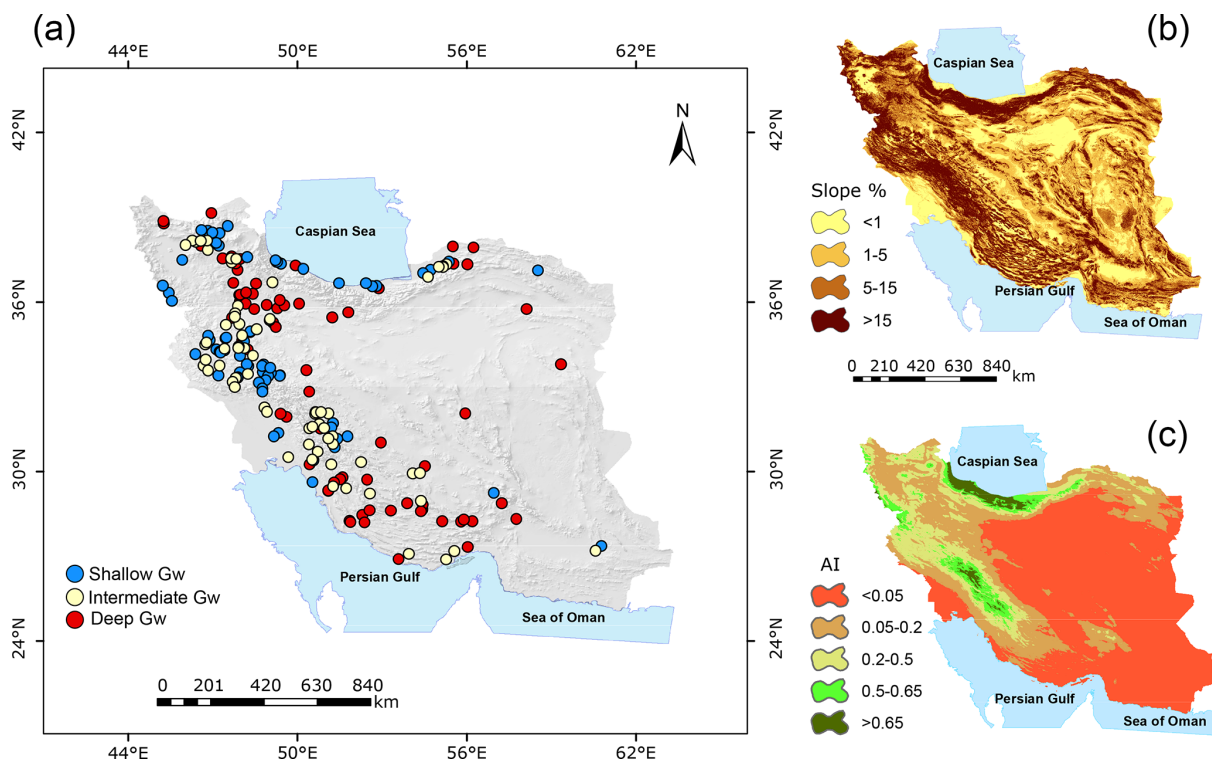 (a)
44°E 50°E 56°E 62°E
42°N 42°N
N
Caspian Sea
36°N 36°N
30°N 30°N
Shallow Gw
Intermediate Gw
Deep Gw
Persian Gulf
Sea of Oman
24°N 24°N
0 201 420 630 840
km
44°E 50°E 56°E 62°E
(b)
Caspian Sea
Slope %
<1
1-5
5-15
>15
Persian Gulf
Sea of Oman
0 210 420 630 840
km
(c)
Caspian Sea
AI
<0.05
0.05-0.2
0.2-0.5
0.5-0.65
>0.65
Persian Gulf
Sea of Oman